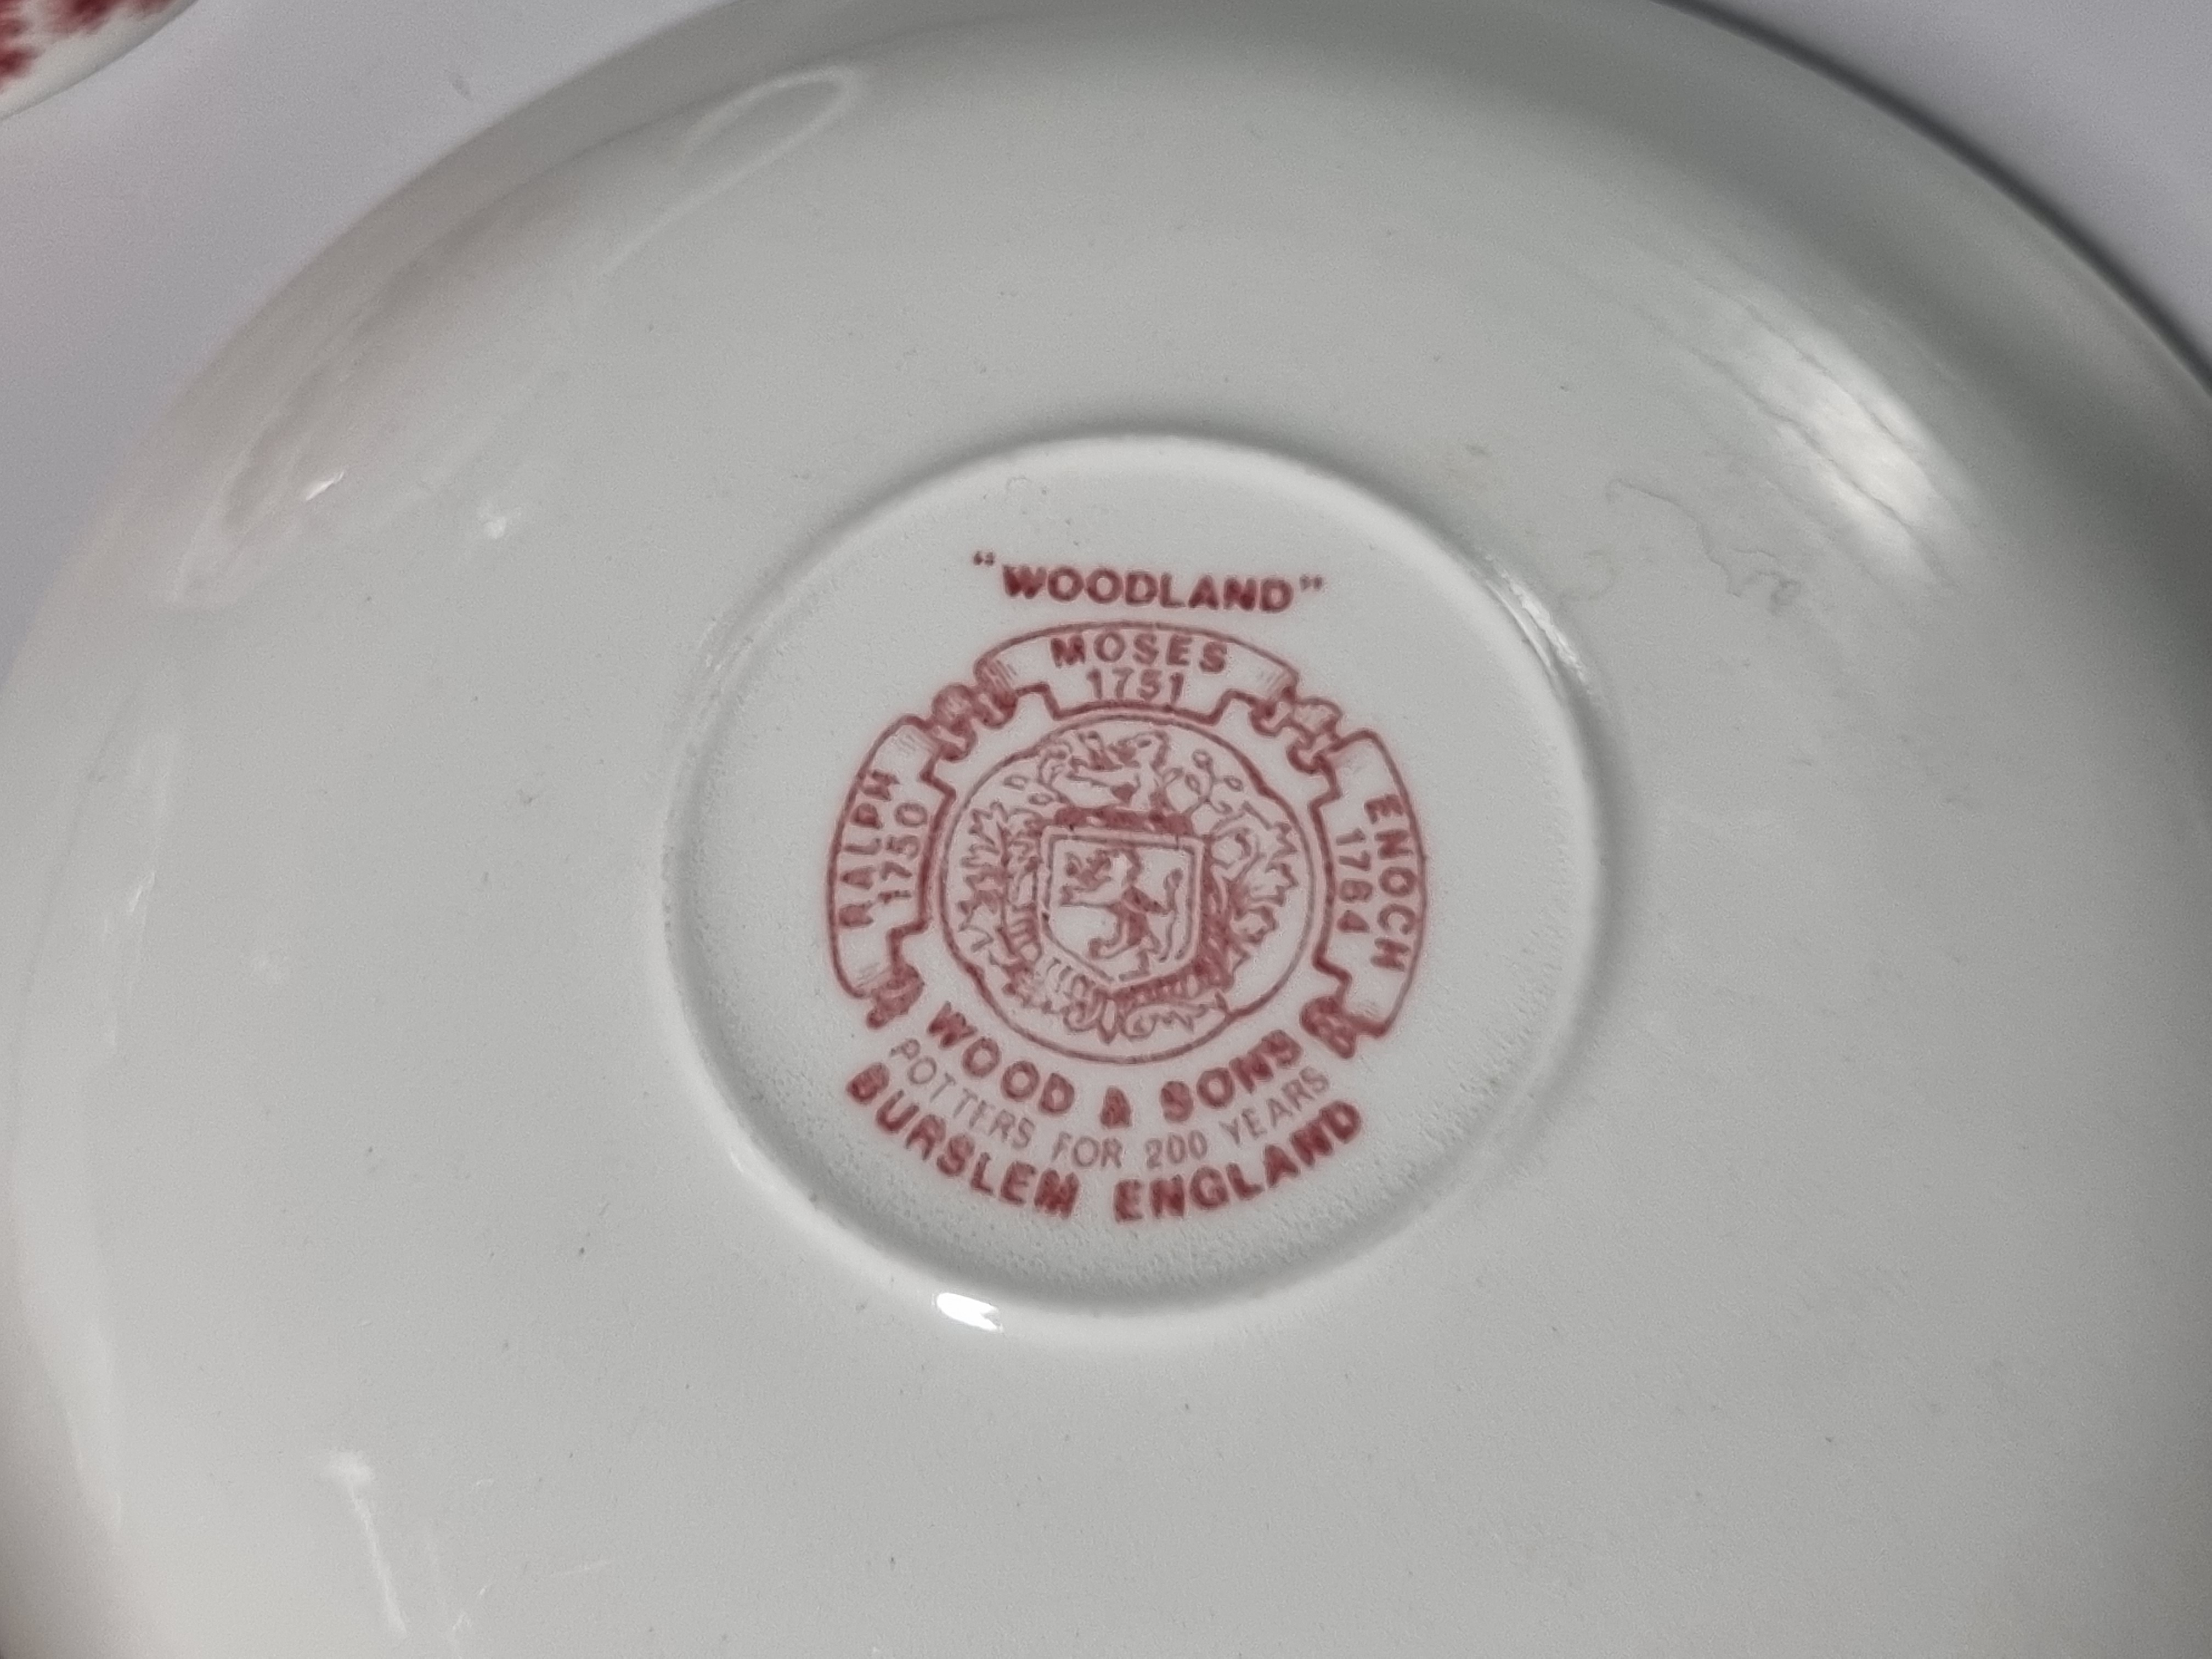 “WOODLAND”
MOSES
1751
RALPH
1750
ENOCH
1784
WOOD & SONS
POTTERS FOR 200 YEARS
BURSLEM ENGLAND